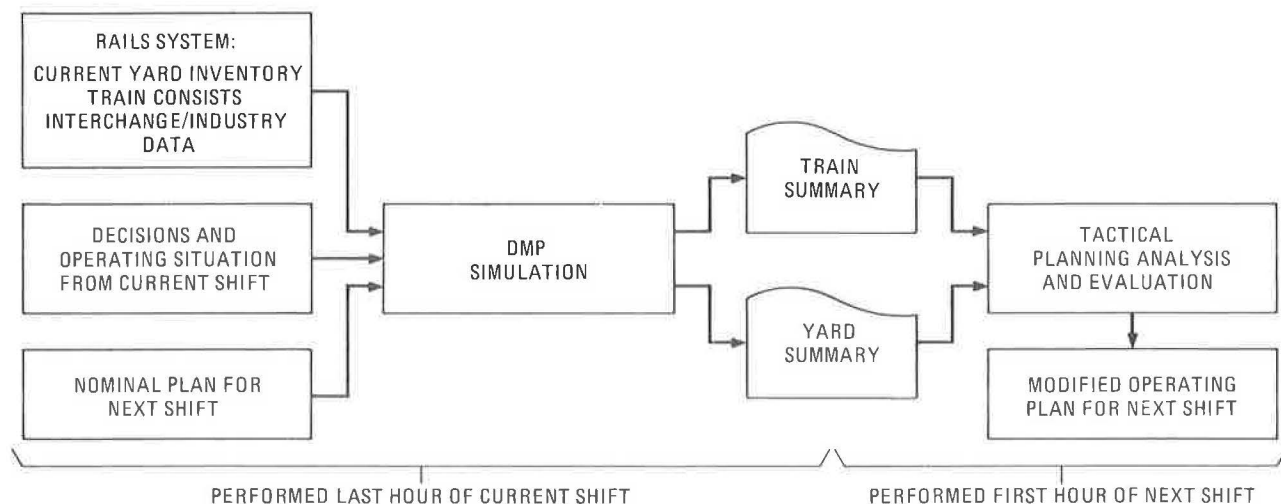 RAILS SYSTEM:
CURRENT YARD INVENTORY
TRAIN CONSISTS
INTERCHANGE/INDUSTRY
DATA
DECISIONS AND
OPERATING SITUATION
FROM CURRENT SHIFT
NOMINAL PLAN FOR
NEXT SHIFT
DMP
SIMULATION
TRAIN
SUMMARY
YARD
SUMMARY
TACTICAL
PLANNING ANALYSIS
AND EVALUATION
MODIFIED OPERATING
PLAN FOR NEXT SHIFT
PERFORMED LAST HOUR OF CURRENT SHIFT
PERFORMED FIRST HOUR OF NEXT SHIFT